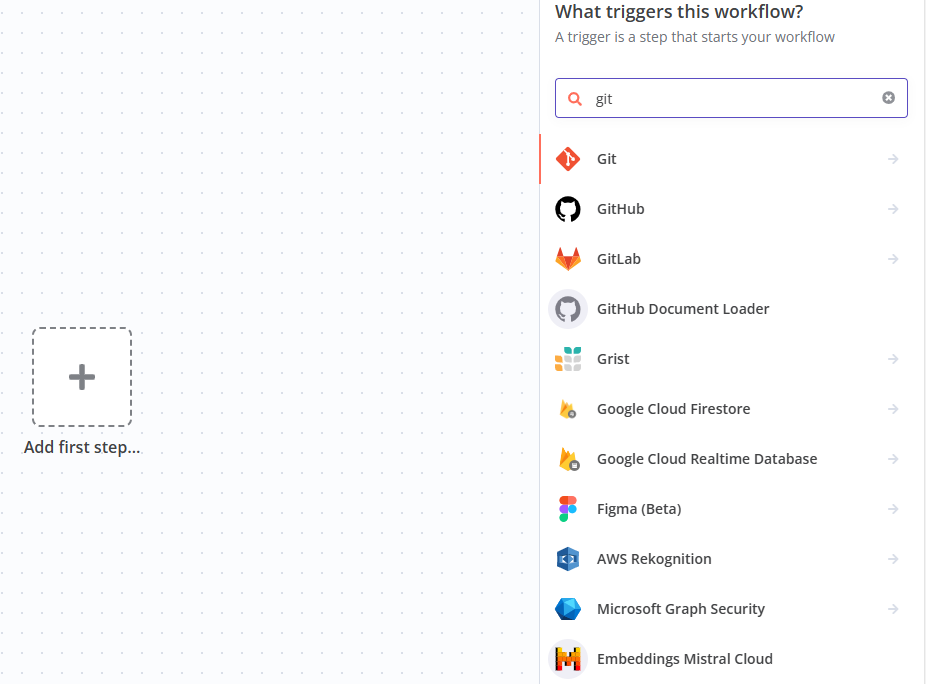 What triggers this workflow?
A trigger is a step that starts your workflow
git
Git
GitHub
GitLab
GitHub Document Loader
Grist
Google Cloud Firestore
Google Cloud Realtime Database
Figma (Beta)
AWS Rekognition
Microsoft Graph Security
Embeddings Mistral Cloud
Add first step...